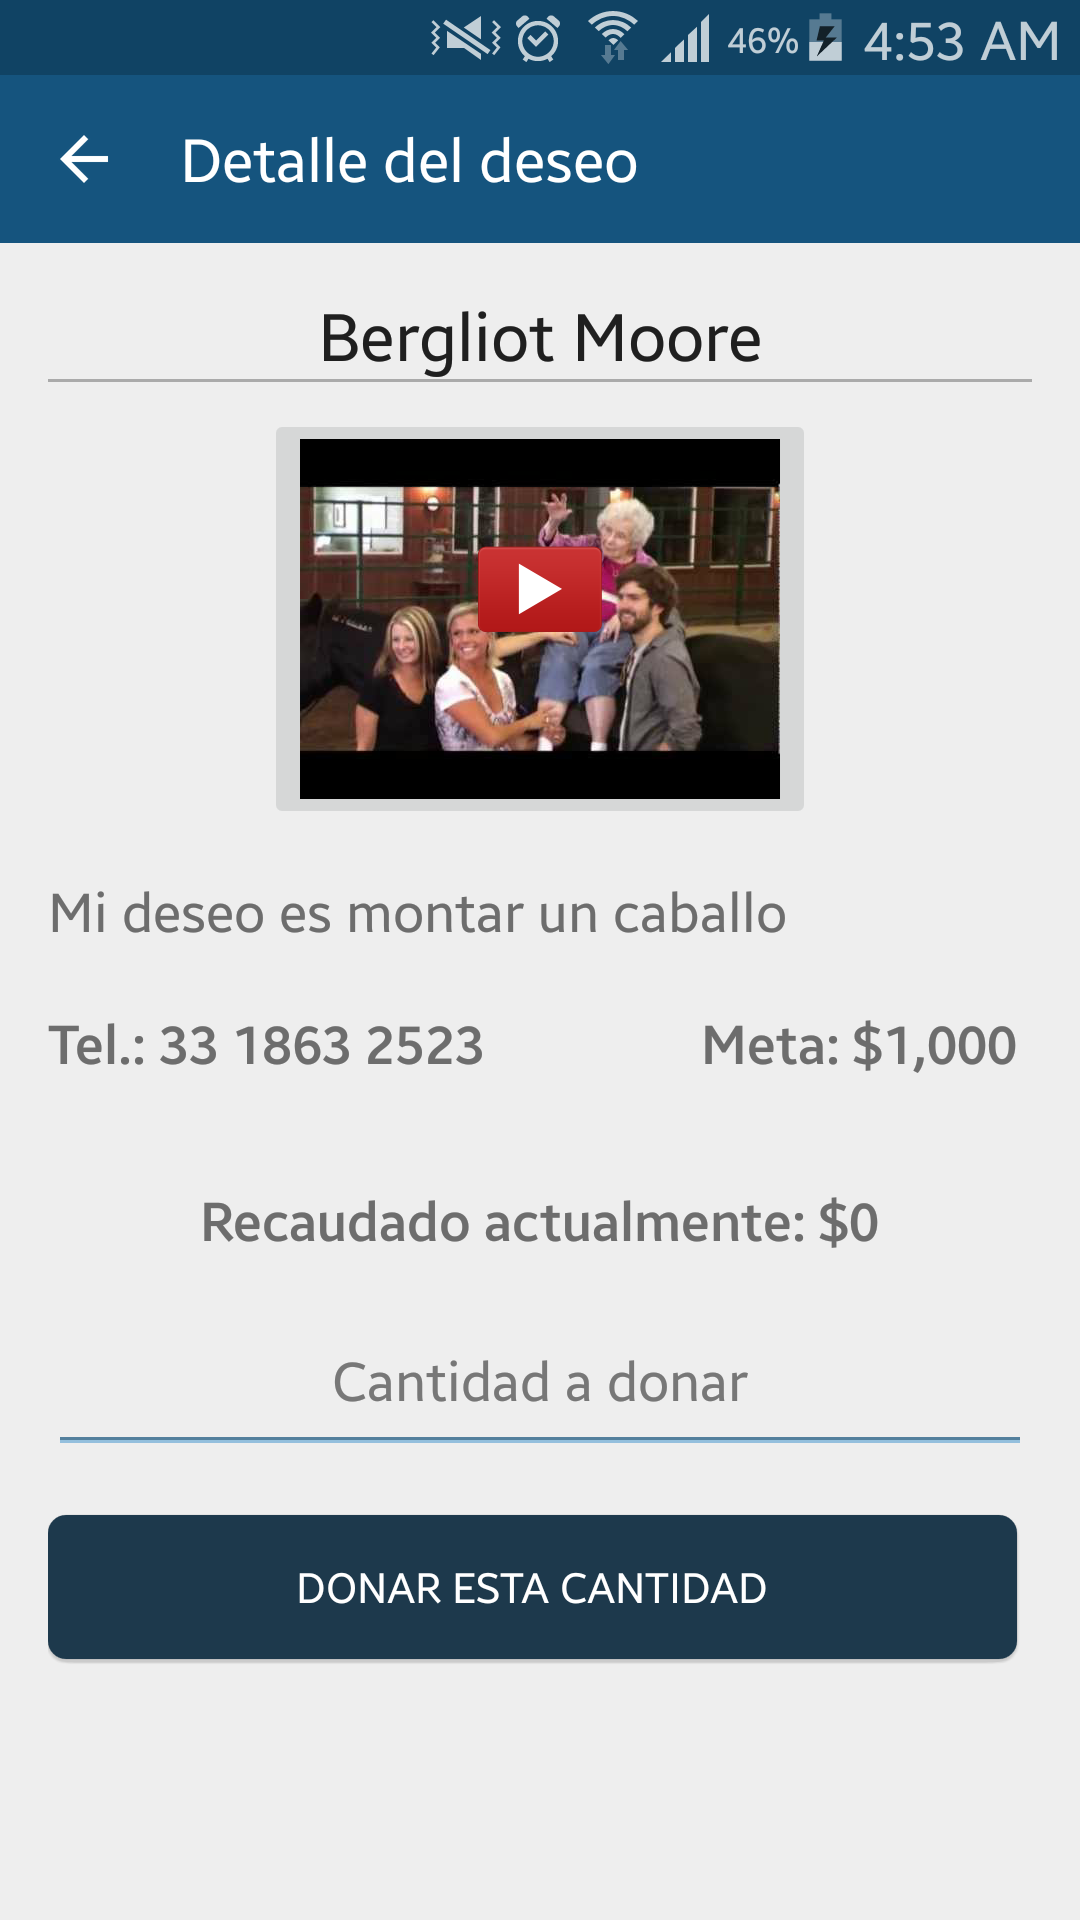 46% 4:53 AM
Detalle del deseo
Bergliot Moore
Mi deseo es montar un caballo
Tel.: 33 1863 2523 Meta: $1,000
Recaudado actualmente: $0
Cantidad a donar
DONAR ESTA CANTIDAD